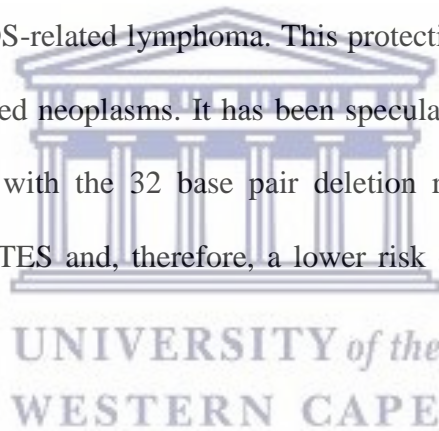 S-related lymphoma. This protecti
ed neoplasms. It has been specula
with the 32 base pair deletion
TES and, therefore, a lower risk
UNIVERSITY of the
WESTERN CAPE